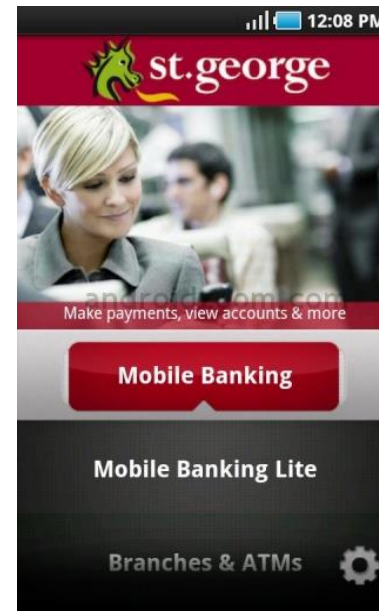 12:08 PM
st.george
Make payments, view accounts & more
Mobile Banking
Mobile Banking Lite
Branches & ATMs